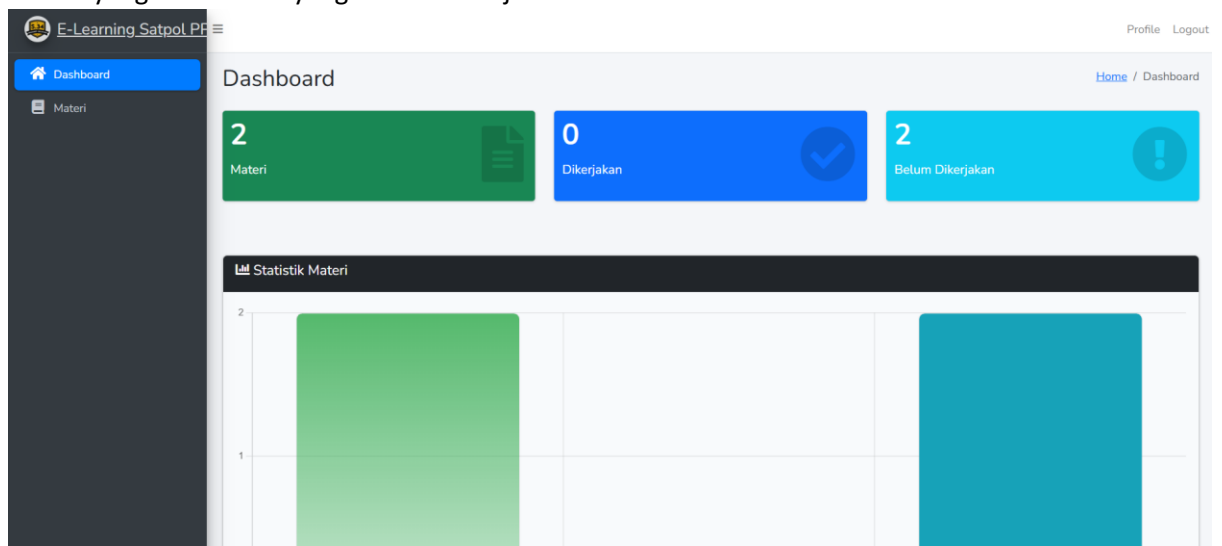 E-Learning Satpol PP
Profile Logout
Dashboard
Materi
Dashboard
Home / Dashboard
2
Materi
0
Dikerjakan
2
Belum Dikerjakan
Statistik Materi
2
1